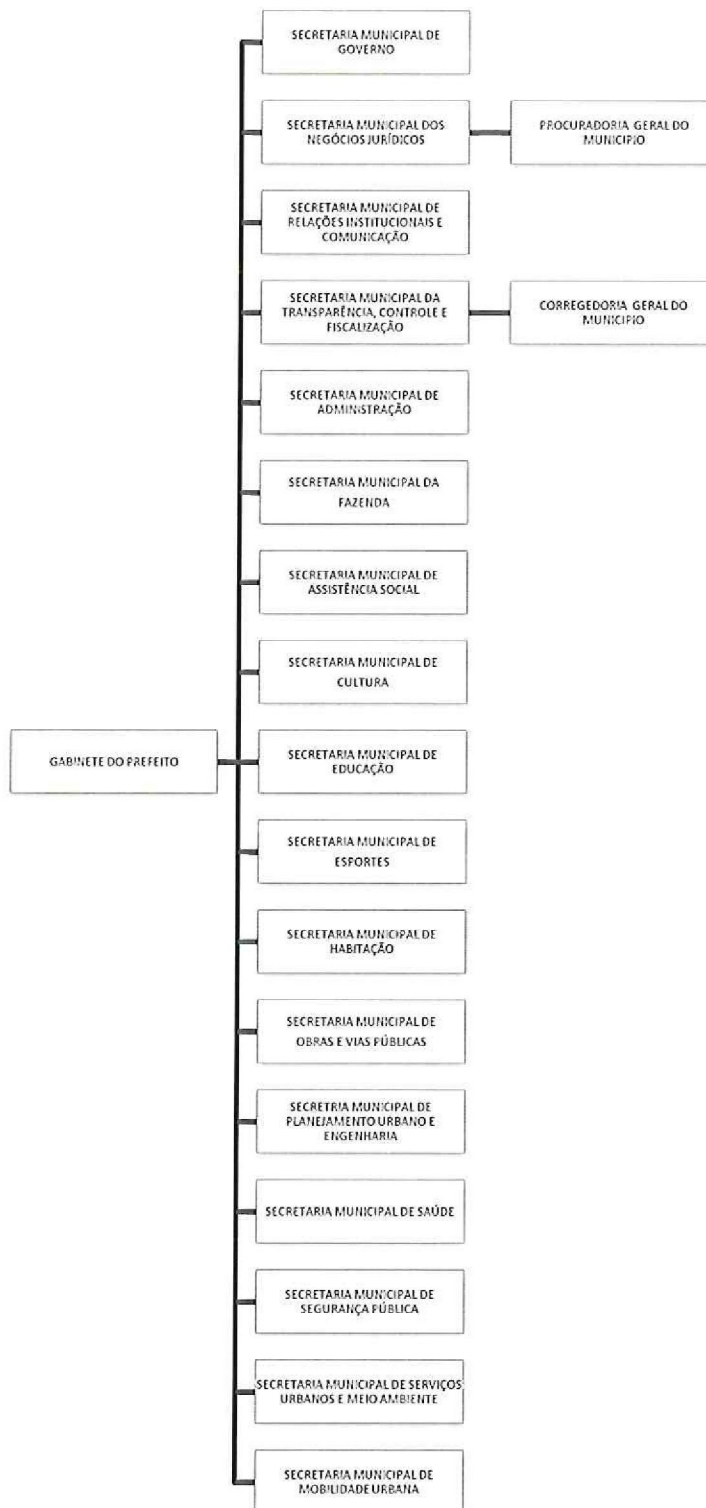 SECRETARIA MUNICIPAL DE
GOVERNO
SECRETARIA MUNICIPAL DOS
NEGÓCIOS JURÍDICOS
PROCURADORIA GERAL DO
MUNICIPIO
SECRETARIA MUNICIPAL DE
RELAÇÕES INSTITUCIONAIS E
COMUNICAÇÃO
SECRETARIA MUNICIPAL DA
TRANSPARÊNCIA, CONTROLE E
FISCALIZAÇÃO
CORREGEDORIA GERAL DO
MUNICIPIO
SECRETARIA MUNICIPAL DE
ADMINISTRAÇÃO
SECRETARIA MUNICIPAL DA
FAZENDA
SECRETARIA MUNICIPAL DE
ASSISTÊNCIA SOCIAL
SECRETARIA MUNICIPAL DE
CULTURA
GABINETE DO PREFEITO
SECRETARIA MUNICIPAL DE
EDUCAÇÃO
SECRETARIA MUNICIPAL DE
ESPORTES
SECRETARIA MUNICIPAL DE
HABITAÇÃO
SECRETARIA MUNICIPAL DE
OBRAS E VIAS PÚBLICAS
SECRETRIA MUNICIPAL DE
PLANEJAMENTO URBANO E
ENGENHARIA
SECRETARIA MUNICIPAL DE SAÚDE
SECRETARIA MUNICIPAL DE
SEGURANÇA PÚBLICA
SECRETARIA MUNICIPAL DE SERVIÇOS
URBANOS E MEIO AMBIENTE
SECRETARIA MUNICIPAL DE
MOBILIDADE URBANA